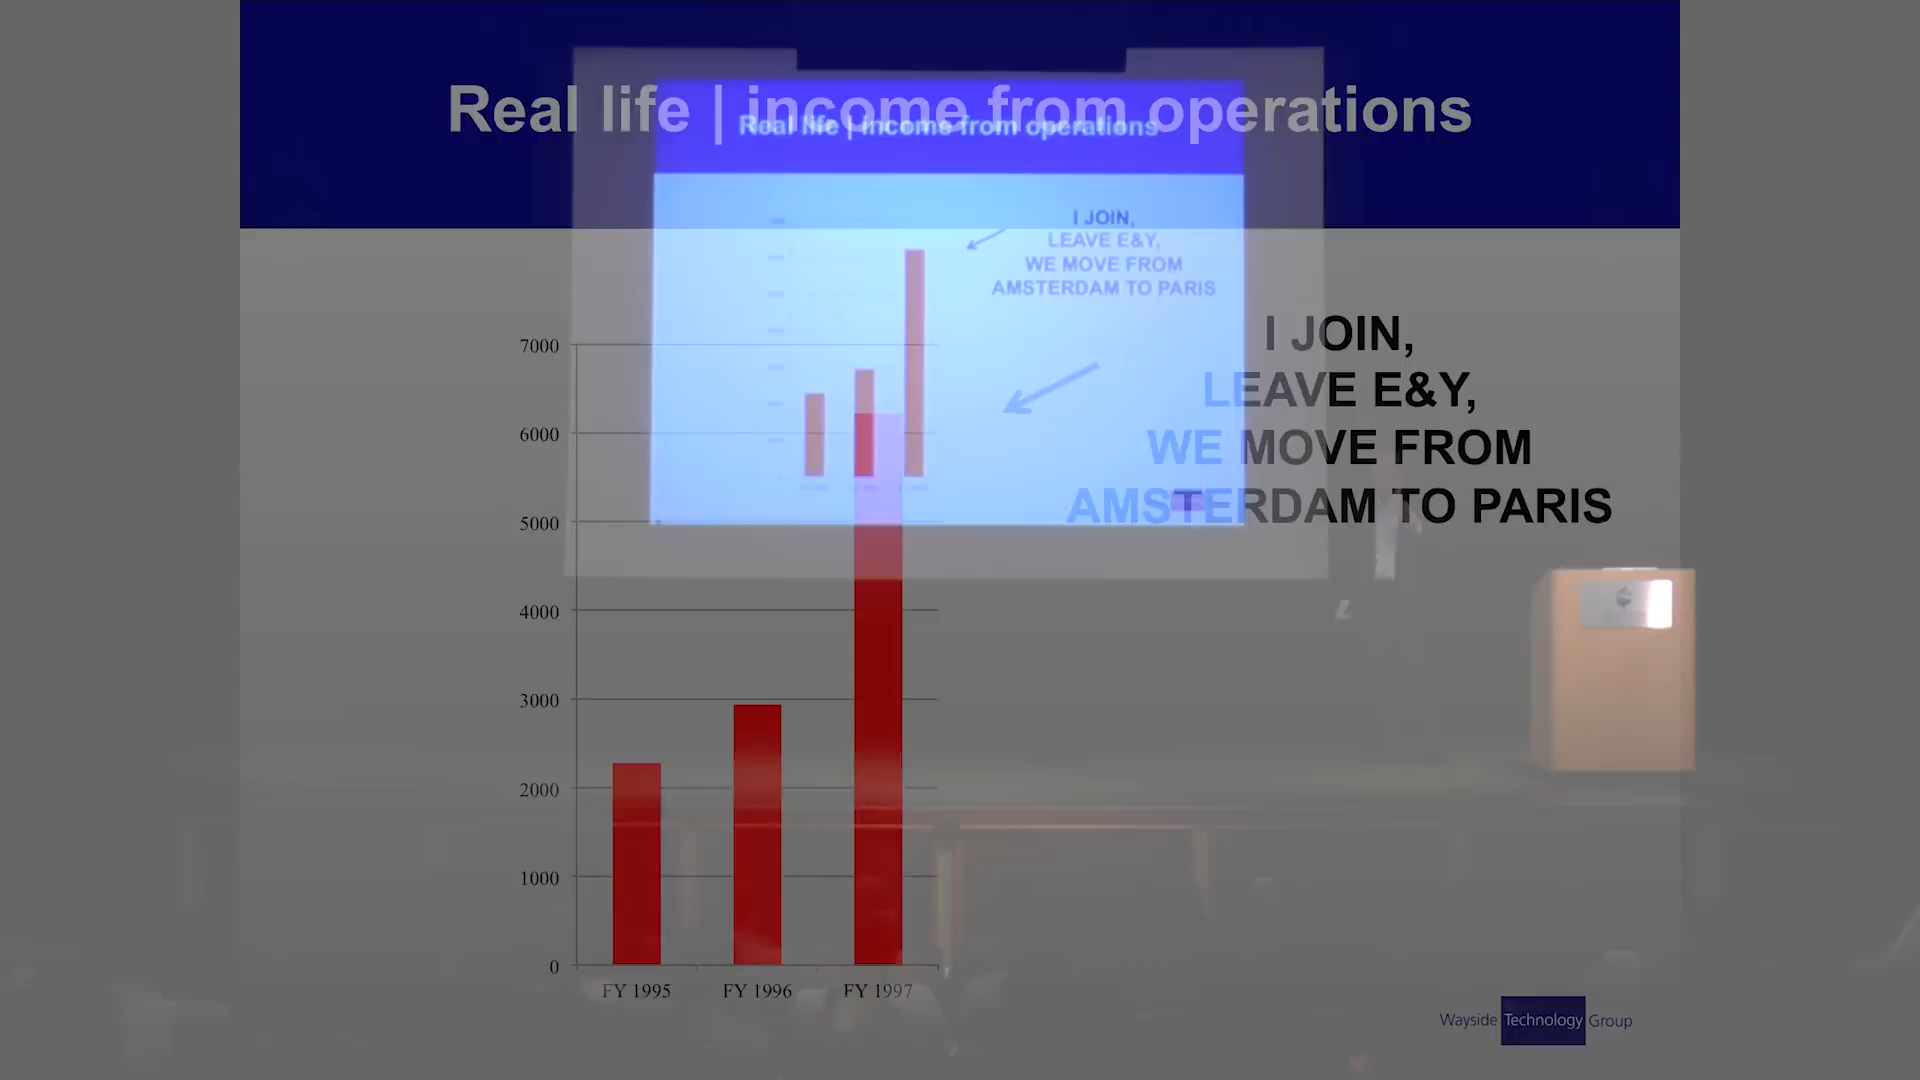 Real life | income from operations
Real life | income from operations
I JOIN,
LEAVE E&Y,
WE MOVE FROM
AMSTERDAM TO PARIS
I JOIN,
LEAVE E&Y,
WE MOVE FROM
AMSTERDAM TO PARIS
7000
6000
5000
4000
3000
2000
1000
0
FY 1995 FY 1996 FY 1997
Wayside Technology Group